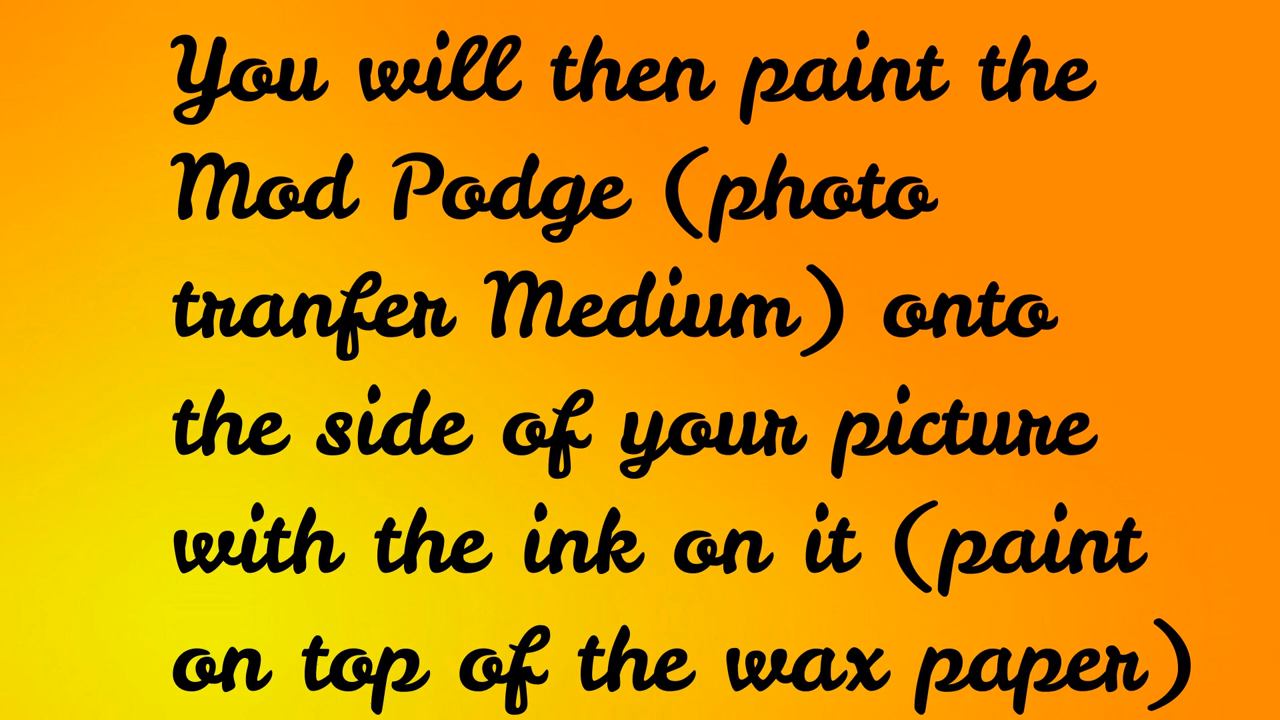 You will then paint the
Mod Podge (photo
tranfer Medium) onto
the side of your picture
with the ink on it (paint
on top of the wax paper)